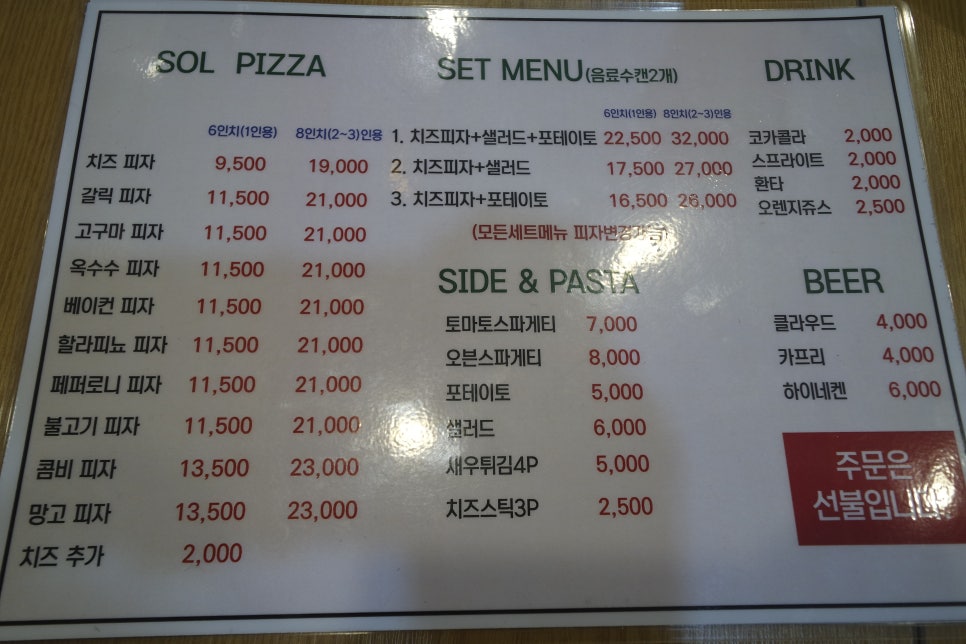 SOL PIZZA
6인치(1인용) 8인치(2~3)인용
치즈 피자 9,500 19,000
갈릭 피자 11,500 21,000
고구마 피자 11,500 21,000
옥수수 피자 11,500 21,000
베이컨 피자 11,500 21,000
할라피뇨 피자 11,500 21,000
페퍼로니 피자 11,500 21,000
불고기 피자 11,500 21,000
콤비 피자 13,500 23,000
망고 피자 13,500 23,000
치즈 추가 2,000
SET MENU(음료수캔2개)
6인치(1인용) 8인치(2~3)인용
1. 치즈피자+샐러드+포테이토 22,500 32,000
2. 치즈피자+샐러드 17,500 27,000
3. 치즈피자+포테이토 16,500 26,000
(모든세트메뉴 피자변경가능)
SIDE & PASTA
토마토스파게티 7,000
오븐스파게티 8,000
포테이토 5,000
샐러드 6,000
새우튀김4P 5,000
치즈스틱3P 2,500
DRINK
코카콜라 2,000
스프라이트 2,000
환타 2,000
오렌지쥬스 2,500
BEER
클라우드 4,000
카프리 4,000
하이네켄 6,000
주문은
선불입니다